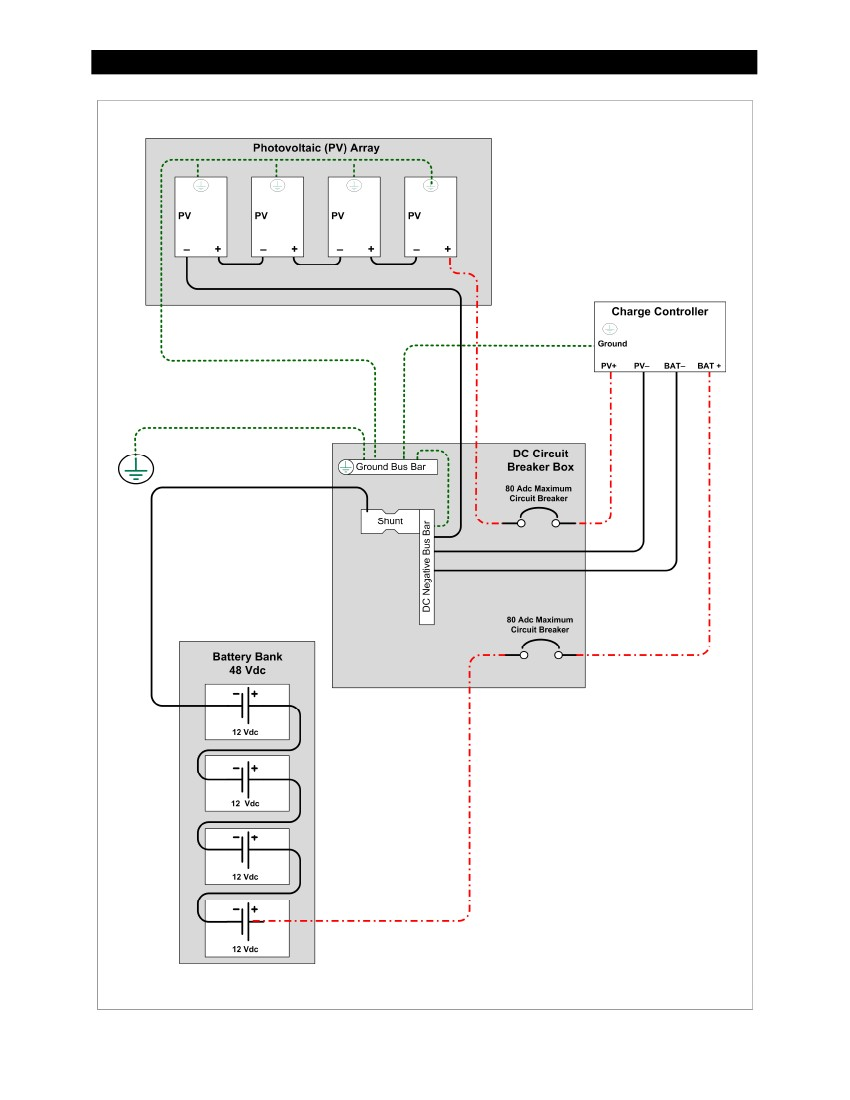 Photovoltaic (PV) Array
PV
PV
PV
PV
– +
– +
– +
– +
Charge Controller
Ground
PV+ PV– BAT– BAT +
DC Circuit
Breaker Box
Ground Bus Bar
80 Adc Maximum
Circuit Breaker
Shunt
DC Negative Bus Bar
80 Adc Maximum
Circuit Breaker
Battery Bank
48 Vdc
– +
12 Vdc
– +
12 Vdc
– +
12 Vdc
– +
12 Vdc